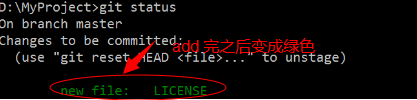 D:\MyProject>git status
On branch master
Changes to be committed:
add 完之后变成绿色
(use "git reset HEAD <file>..." to unstage)
new file: LICENSE